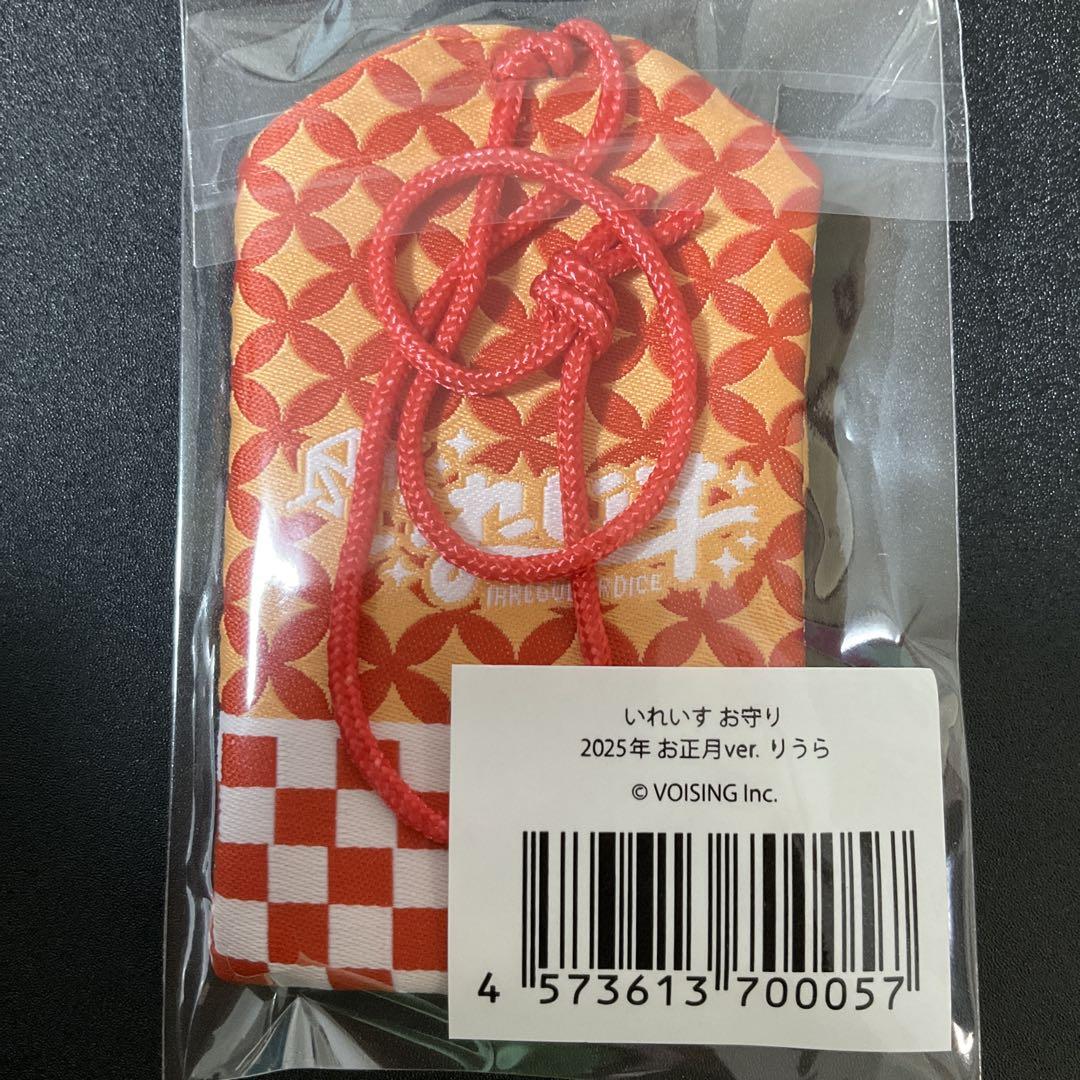 DICE
いれいす お守り
2025年 お正月ver. りうら
© VOISING Inc.
4 573613 700057